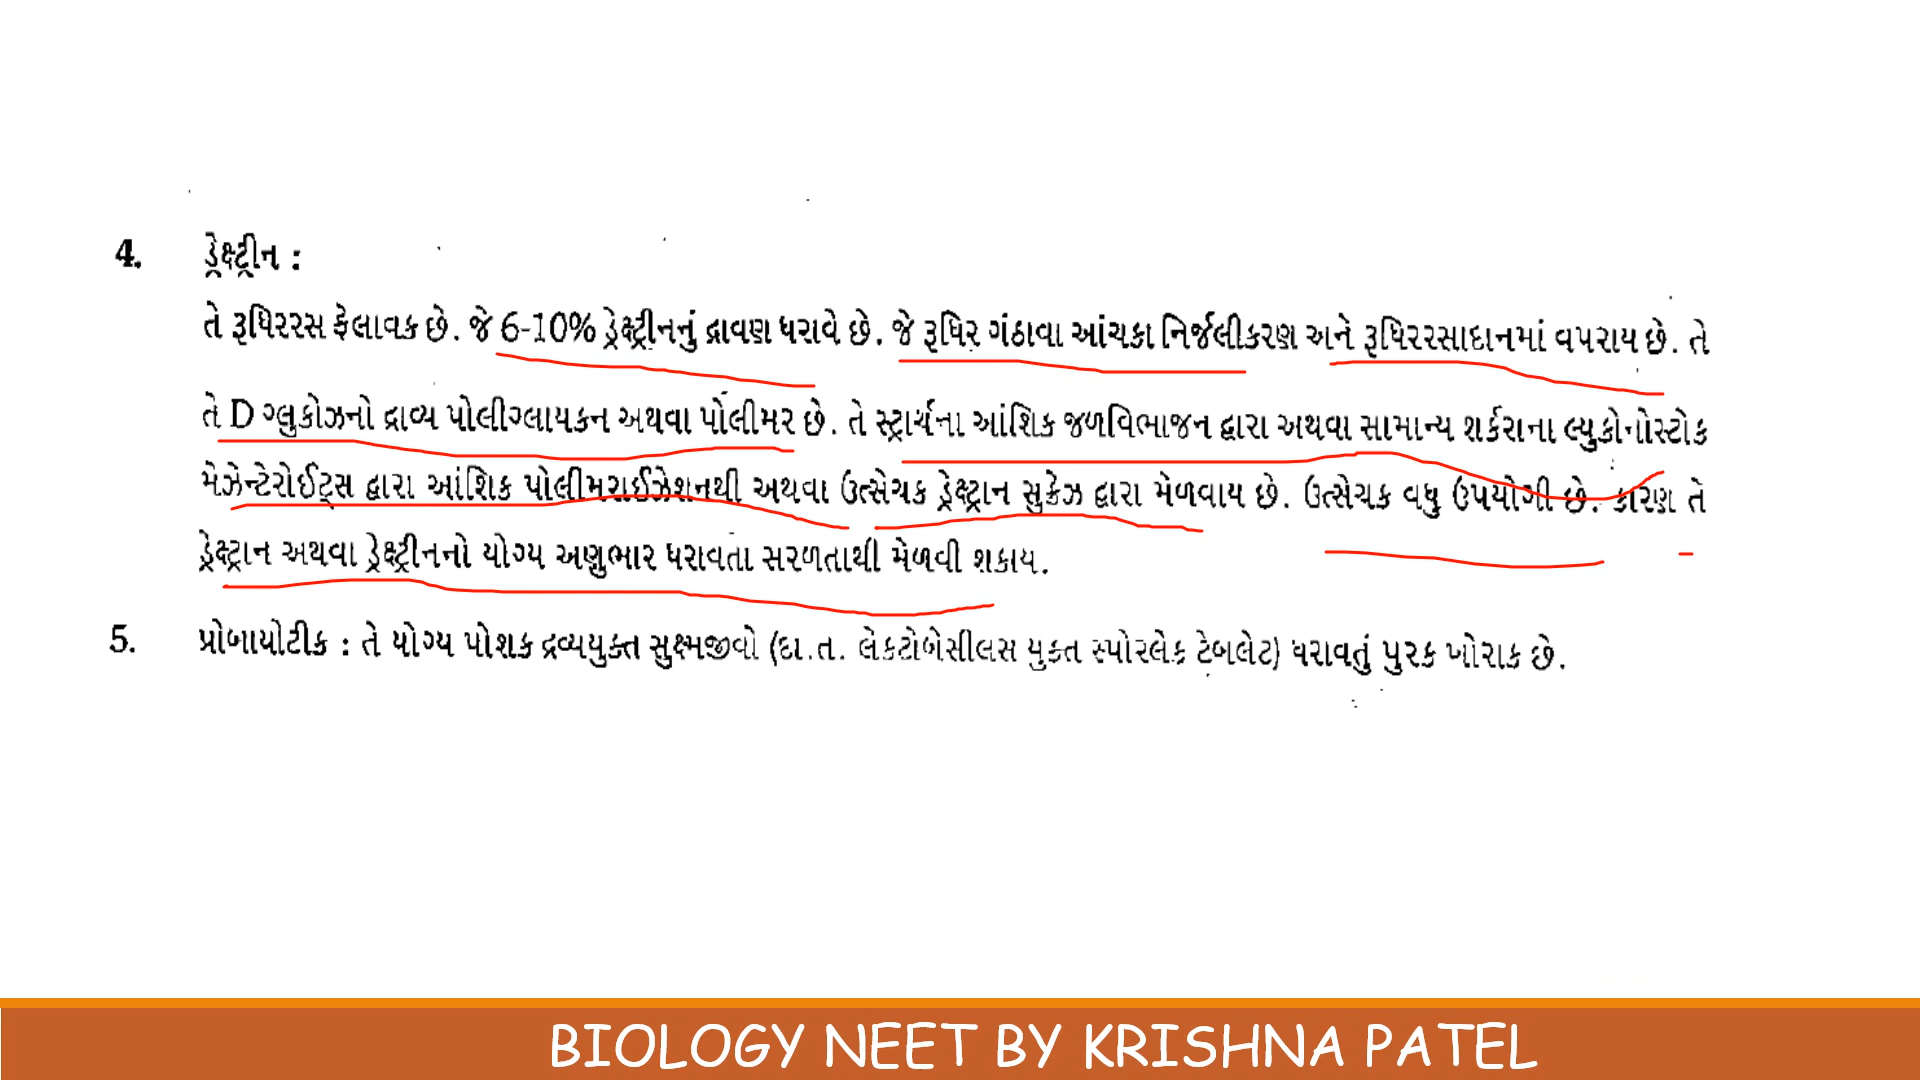 4. ડ્રેક્ષ્ટ્રીન :
તે રૂધિરરસ ફેલાવક છે. જે 6-10% ડ્રેક્ષ્ટ્રીનનું દ્રાવણ ધરાવે છે. જે રૂધિર ગંઠાવા આંચકા નિર્જલીકરણ અને રૂધિરરસાદાનમાં વપરાય છે. તે
તે D ગ્લુકોઝનો દ્રાવ્ય પોલીગ્લાયકન અથવા પોલીમર છે. તે સ્ટ્રાર્ચના આંશિક જળવિભાજન દ્વારા અથવા સામાન્ય શર્કરાના લ્યુકોનોસ્ટોક
મેઝેન્ટેરોઈટ્સ દ્વારા આંશિક પોલીમરાઈઝેશનથી અથવા ઉત્સેચક ડ્રેક્ષ્ટ્રાન સુક્રેઝ દ્વારા મેળવાય છે. ઉત્સેચક વધુ ઉપયોગી છે. કારણ તે
ડ્રેક્ષ્ટ્રાન અથવા ડ્રેક્ષ્ટ્રીનનો યોગ્ય અણુભાર ધરાવતા સરળતાથી મેળવી શકાય.
5. પ્રોબાયોટીક : તે યોગ્ય પોશક દ્રવ્યયુક્ત સુક્ષ્મજીવો (દા.ત. લેકટોબેસીલસ યુક્ત સ્પોરલેક ટેબલેટ) ધરાવતું પુરક ખોરાક છે.
BIOLOGY NEET BY KRISHNA PATEL